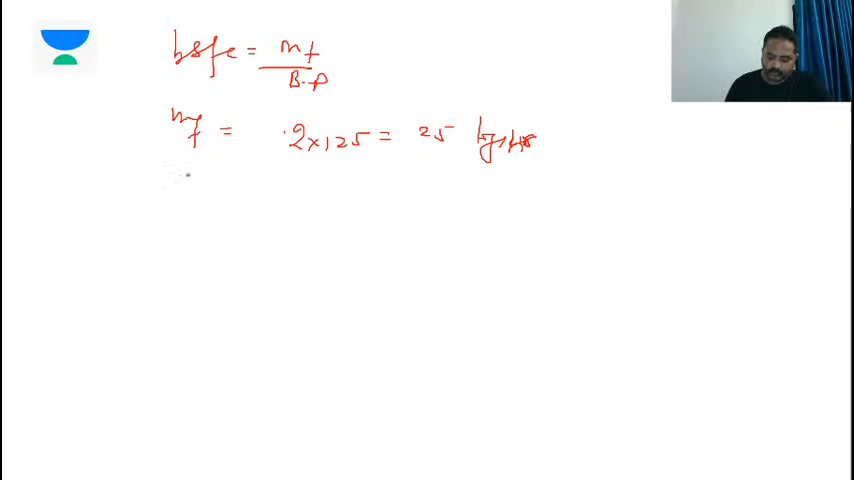 bsfc = mf / B.P
mf = .2x125 = 25 kg/hr